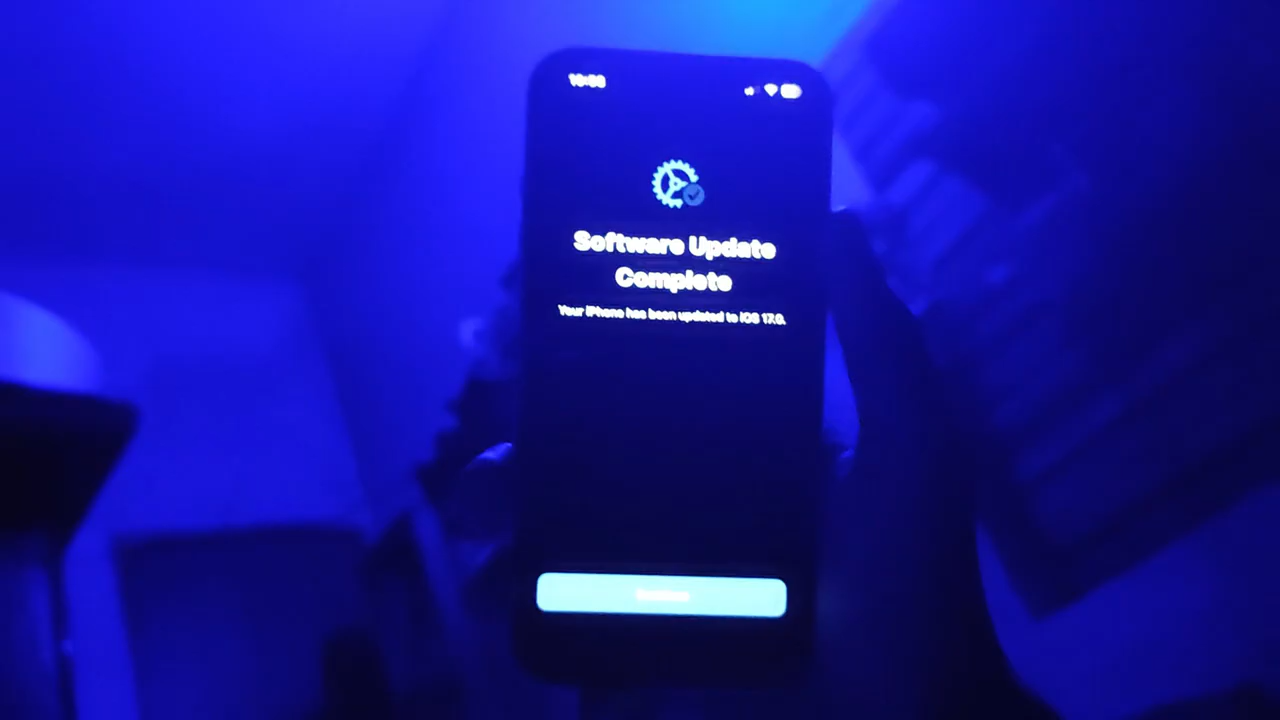 Software Update
Complete
Your iPhone has been updated to iOS 17.0.